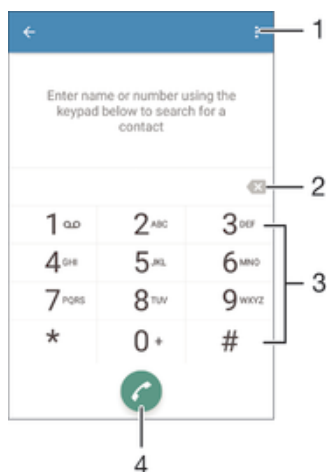 1
Enter name or number using the
keypad below to search for a
contact
2
1 2 ABC 3 DEF
4 GHI 5 JKL 6 MNO
3
7 PQRS 8 TUV 9 WXYZ
* 0 + #
4